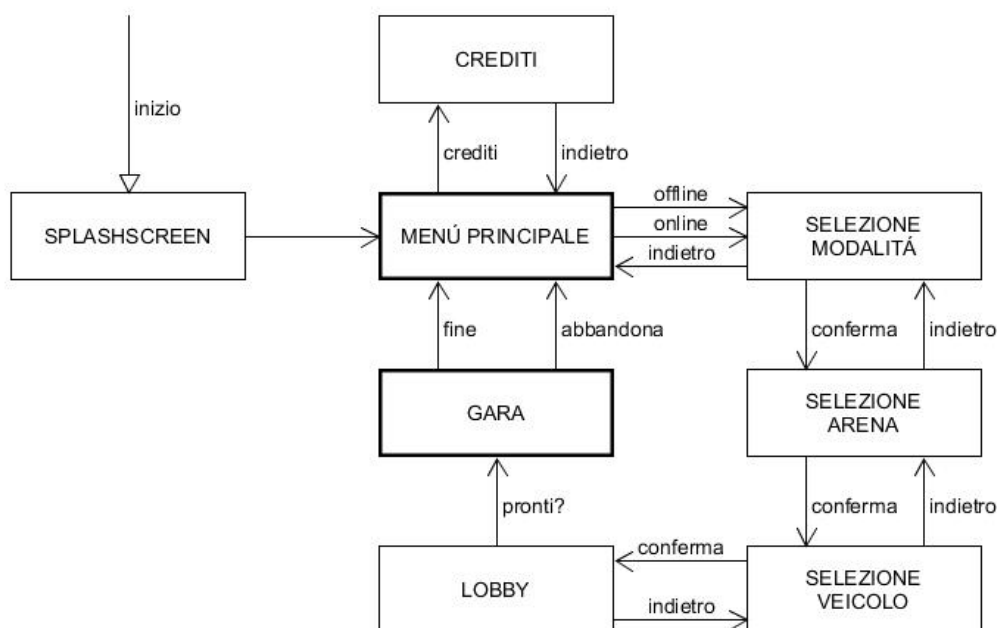 CREDITI
inizio
crediti
indietro
SPLASHSCREEN
MENÚ PRINCIPALE
offline
online
indietro
SELEZIONE
MODALITÁ
fine
abbandona
conferma
indietro
GARA
SELEZIONE
ARENA
pronti?
conferma
indietro
LOBBY
conferma
indietro
SELEZIONE
VEICOLO